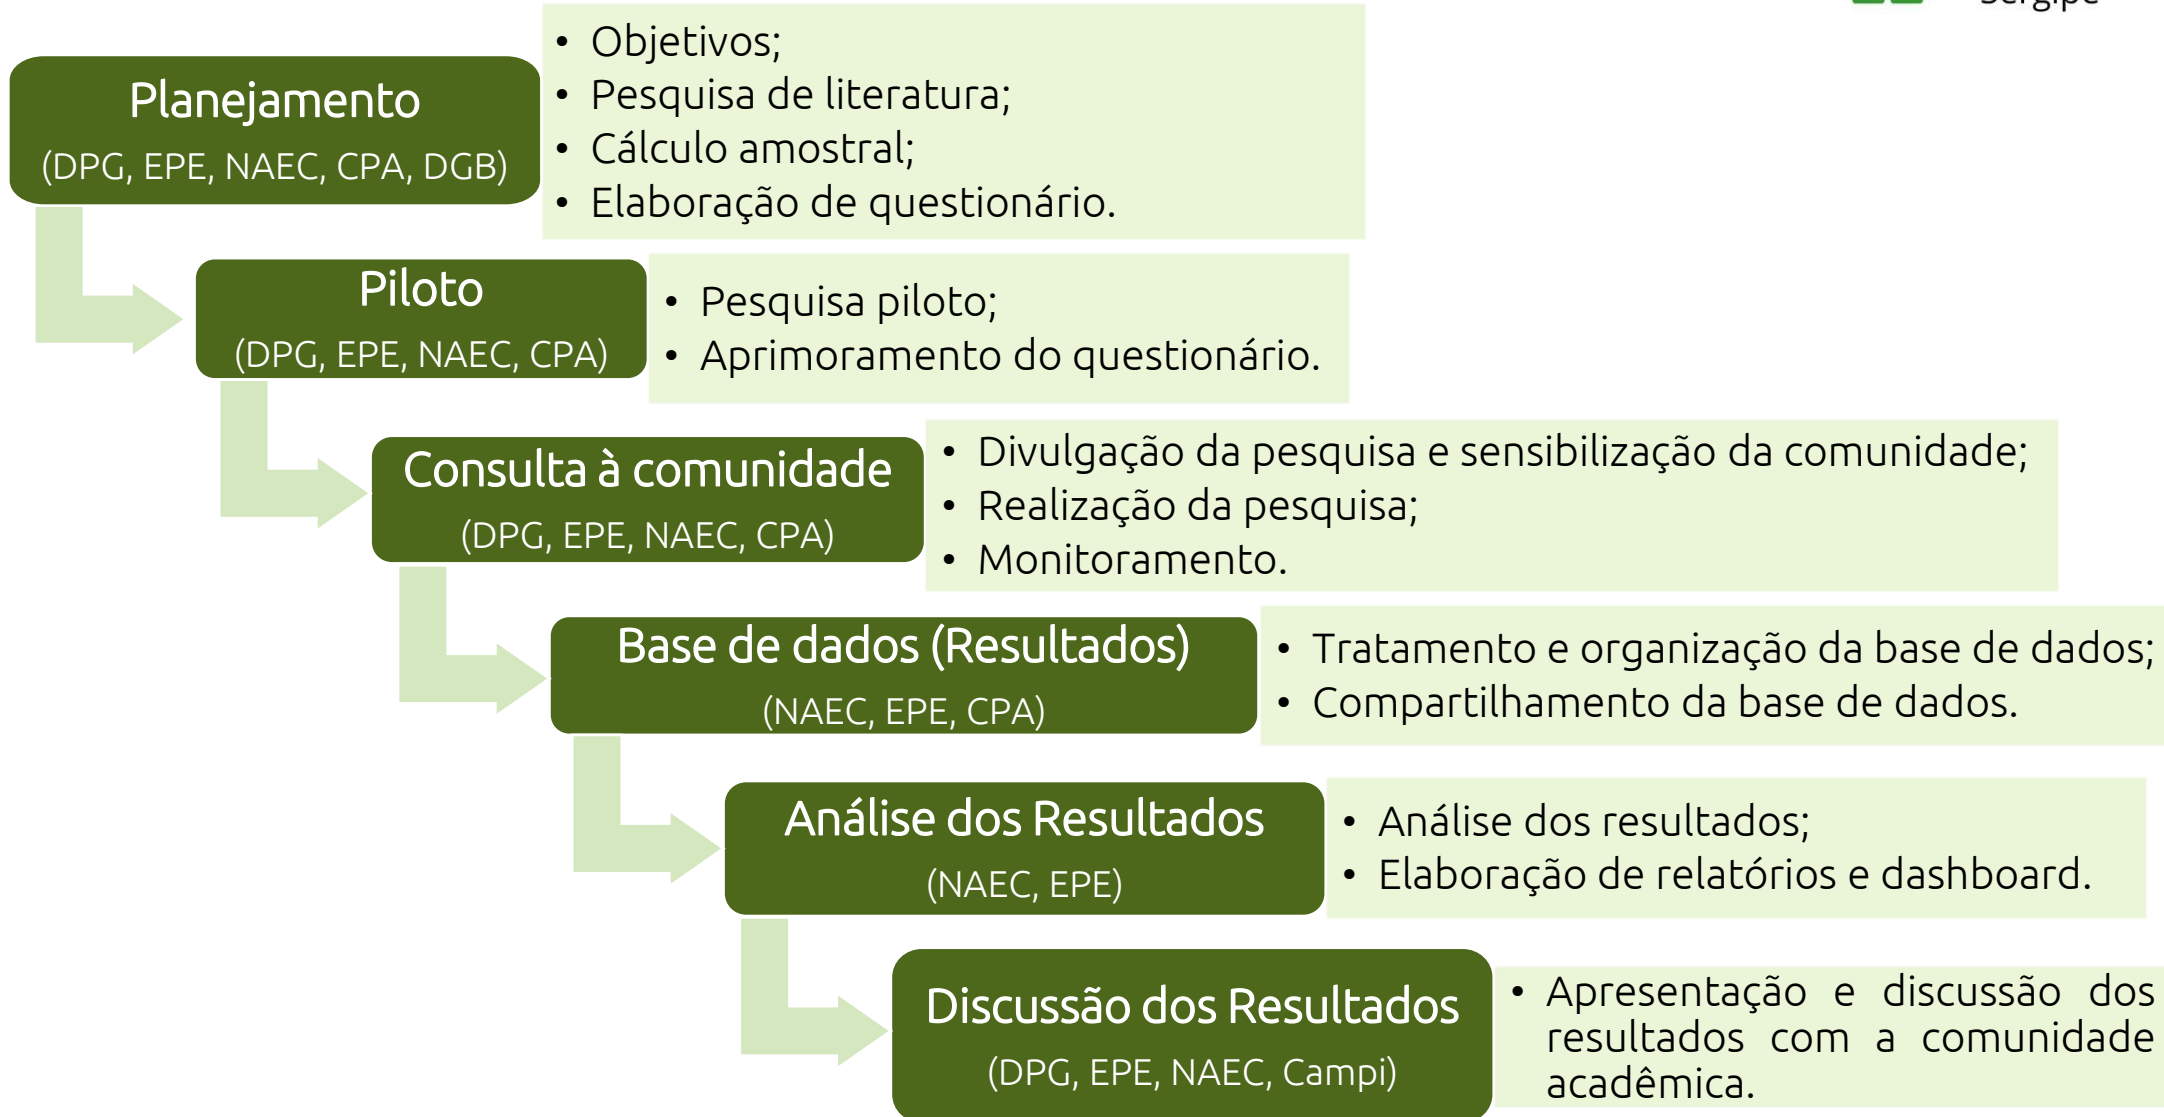 Sergipe
Planejamento
(DPG, EPE, NAEC, CPA, DGB)
• Objetivos;
• Pesquisa de literatura;
• Cálculo amostral;
• Elaboração de questionário.
Piloto
(DPG, EPE, NAEC, CPA)
• Pesquisa piloto;
• Aprimoramento do questionário.
Consulta à comunidade
(DPG, EPE, NAEC, CPA)
• Divulgação da pesquisa e sensibilização da comunidade;
• Realização da pesquisa;
• Monitoramento.
Base de dados (Resultados)
(NAEC, EPE, CPA)
• Tratamento e organização da base de dados;
• Compartilhamento da base de dados.
Análise dos Resultados
(NAEC, EPE)
• Análise dos resultados;
• Elaboração de relatórios e dashboard.
Discussão dos Resultados
(DPG, EPE, NAEC, Campi)
• Apresentação e discussão dos
resultados com a comunidade
acadêmica.